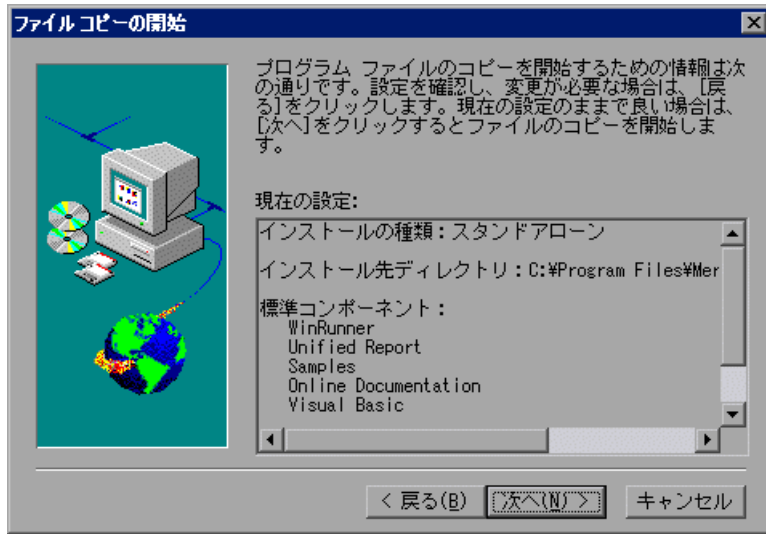 ファイル コピーの開始
プログラム ファイルのコピーを開始するための情報は次
の通りです。設定を確認し、変更が必要な場合は、[戻
る]をクリックします。現在の設定のままで良い場合は、
[次へ]をクリックするとファイルのコピーを開始しま
す。
現在の設定:
インストールの種類：スタンドアローン
インストール先ディレクトリ：C:¥Program Files¥Mer
標準コンポーネント：
WinRunner
Unified Report
Samples
Online Documentation
Visual Basic
< 戻る(B) 次へ(N) > キャンセル